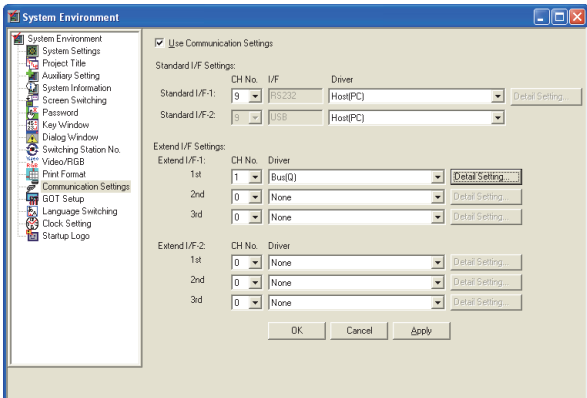 System Environment
System Environment
System Settings
Project Title
Auxiliary Setting
System Information
Screen Switching
Password
Key Window
Dialog Window
Switching Station No.
Video/RGB
Print Format
Communication Settings
GOT Setup
Language Switching
Clock Setting
Startup Logo
Use Communication Settings
Standard I/F Settings:
CH No. I/F Driver
Standard I/F-1: 9 RS232 Host(PC) Detail Setting...
Standard I/F-2: 9 USB Host(PC)
Extend I/F Settings:
Extend I/F-1: CH No. Driver
1st 1 Bus(Q) Detail Setting...
2nd 0 None Detail Setting...
3rd 0 None Detail Setting...
Extend I/F-2: CH No. Driver
1st 0 None Detail Setting...
2nd 0 None Detail Setting...
3rd 0 None Detail Setting...
OK Cancel Apply